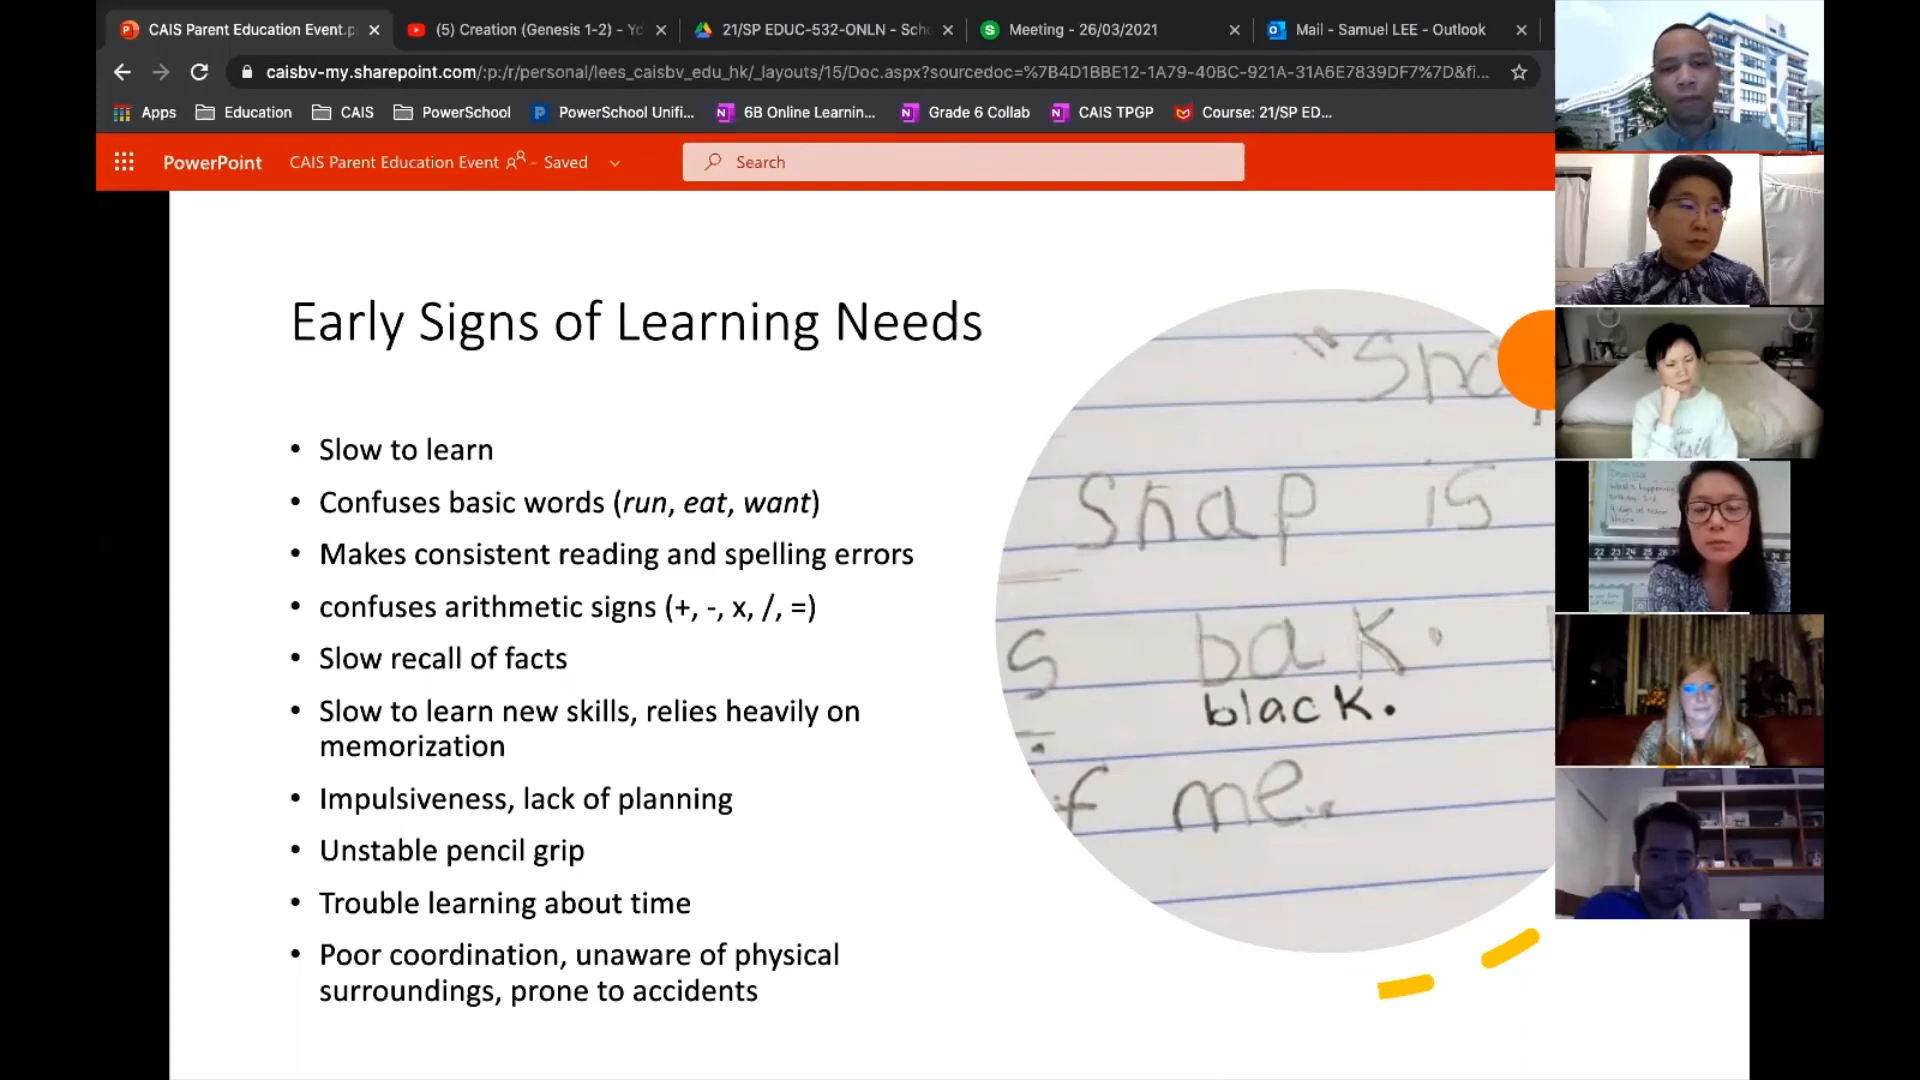 CAIS Parent Education Event.p
(5) Creation (Genesis 1-2) - Yo
21/SP EDUC-532-ONLN - Scho
Meeting - 26/03/2021
Mail - Samuel LEE - Outlook
caisbv-my.sharepoint.com/:p:/r/personal/lees_caisbv_edu_hk/_layouts/15/Doc.aspx?sourcedoc=%7B4D1BBE12-1A79-40BC-921A-31A6E7839DF7%7D&fi...
Apps
Education
CAIS
PowerSchool
PowerSchool Unifi...
6B Online Learnin...
Grade 6 Collab
CAIS TPGP
Course: 21/SP ED...
PowerPoint
CAIS Parent Education Event - Saved
Search
Early Signs of Learning Needs
• Slow to learn
• Confuses basic words (run, eat, want)
• Makes consistent reading and spelling errors
• confuses arithmetic signs (+, -, x, /, =)
• Slow recall of facts
• Slow to learn new skills, relies heavily on
memorization
• Impulsiveness, lack of planning
• Unstable pencil grip
• Trouble learning about time
• Poor coordination, unaware of physical
surroundings, prone to accidents
Snap is
s bak.
black.
f me.
22 23 24 25 26